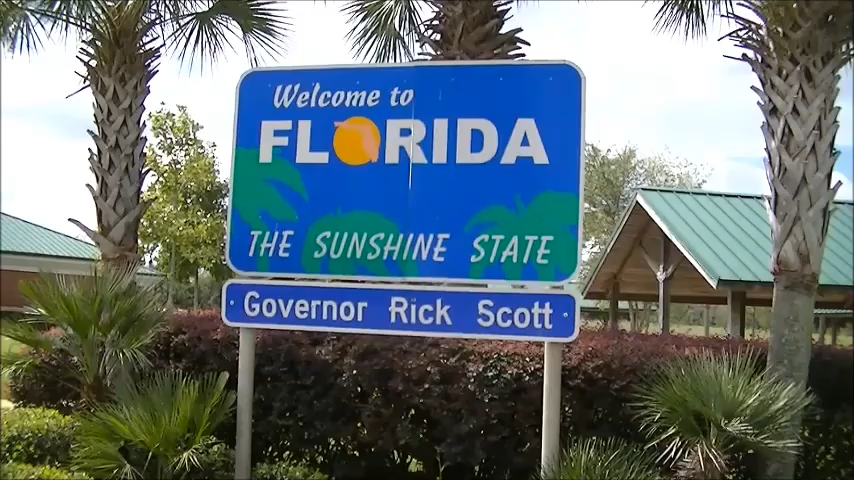 Welcome to
FLORIDA
THE SUNSHINE STATE
Governor Rick Scott